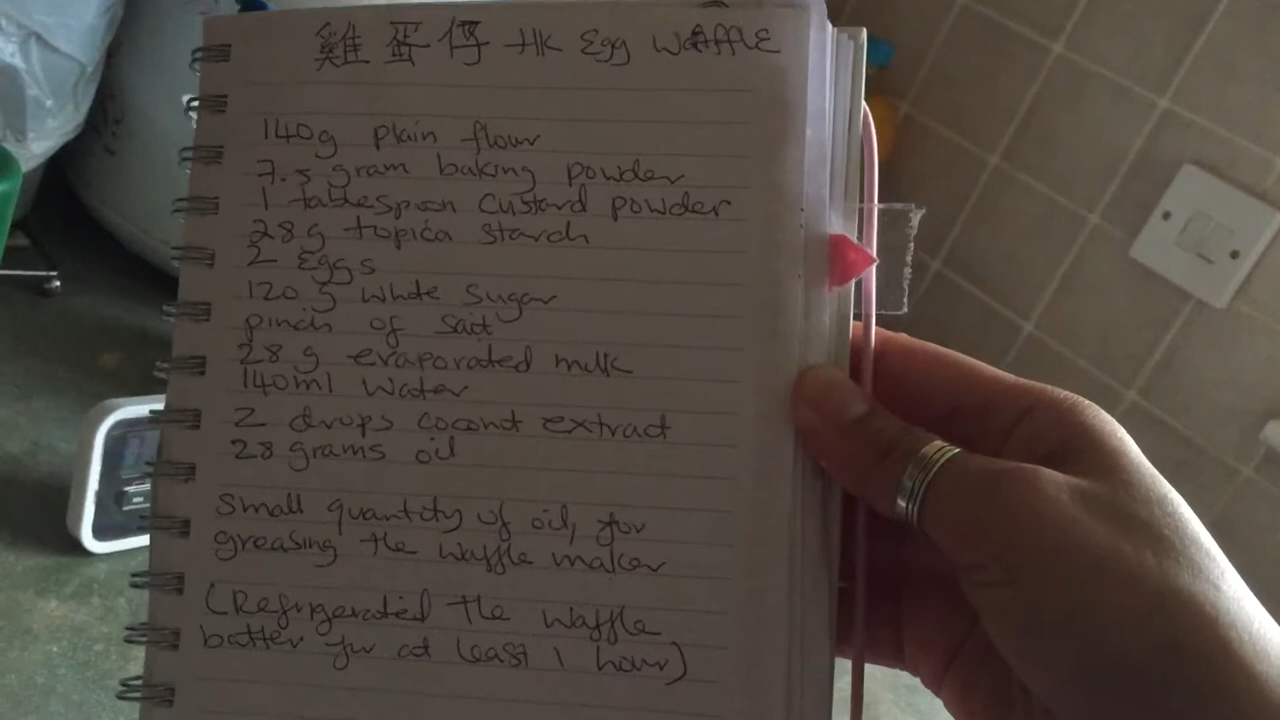 雞蛋仔 HK Egg WAFFLE
140g plain flour
7.5 gram baking powder
1 tablespoon custard powder
28g topica starch
2 Eggs
120g white sugar
pinch of salt
28g evaporated milk
140ml water
2 drops coconut extract
28 grams oil
Small quantity of oil, for
greasing the waffle maker
(Refrigerated the waffle
batter for at least 1 hour)